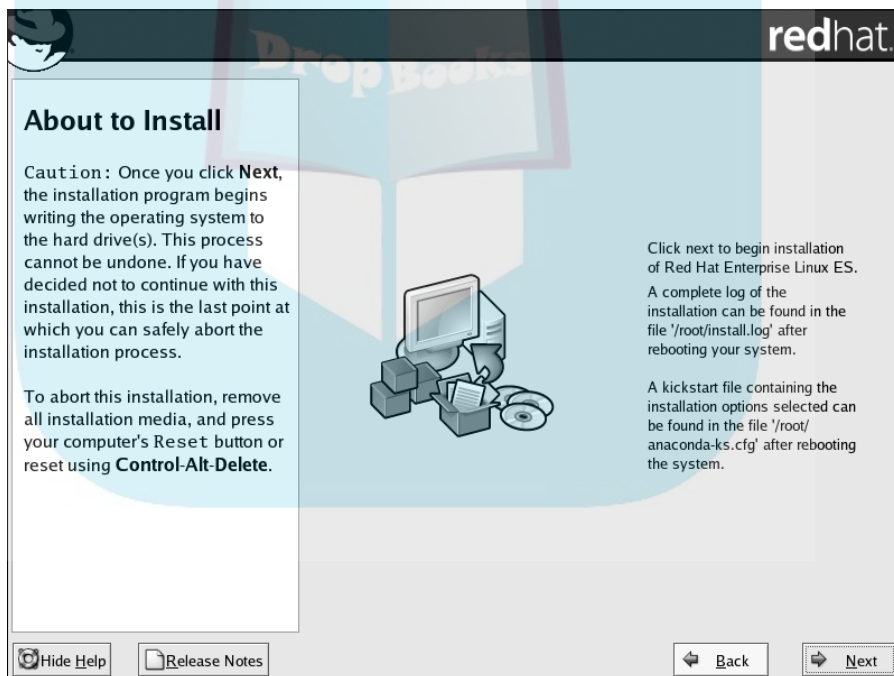 redhat.
Drop Books
About to Install
Caution: Once you click Next,
the installation program begins
writing the operating system to
the hard drive(s). This process
cannot be undone. If you have
decided not to continue with this
installation, this is the last point at
which you can safely abort the
installation process.
To abort this installation, remove
all installation media, and press
your computer's Reset button or
reset using Control-Alt-Delete.
Click next to begin installation
of Red Hat Enterprise Linux ES.
A complete log of the
installation can be found in the
file '/root/install.log' after
rebooting your system.
A kickstart file containing the
installation options selected can
be found in the file '/root/
anaconda-ks.cfg' after rebooting
the system.
Hide Help
Release Notes
Back
Next